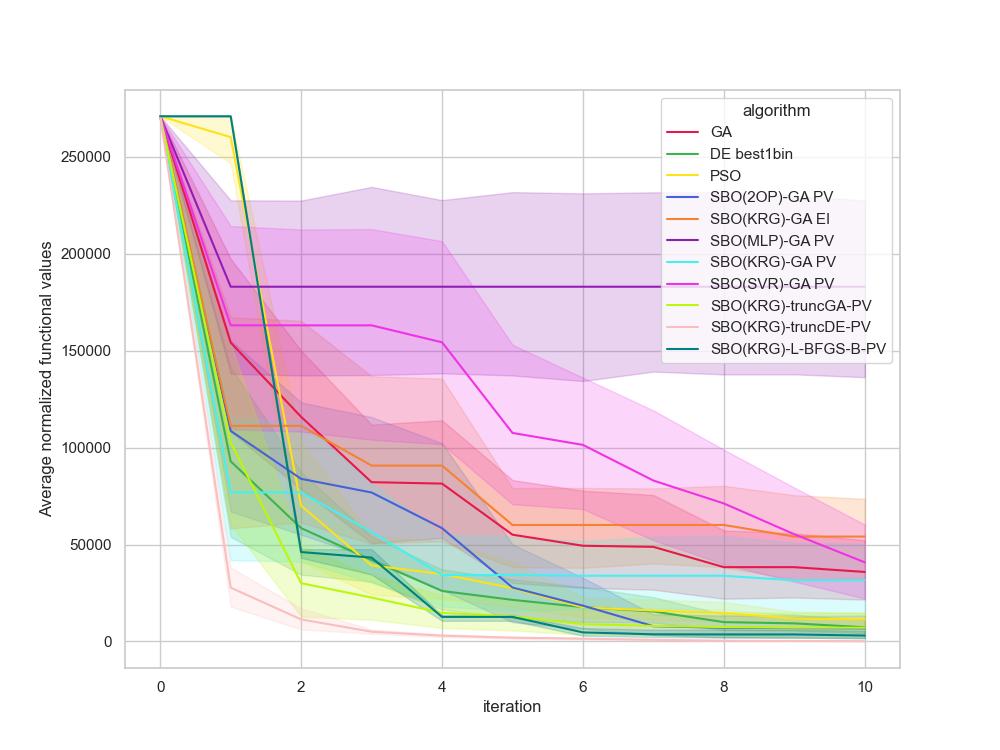 algorithm
GA
DE best1bin
PSO
SBO(2OP)-GA PV
SBO(KRG)-GA EI
SBO(MLP)-GA PV
SBO(KRG)-GA PV
SBO(SVR)-GA PV
SBO(KRG)-truncGA-PV
SBO(KRG)-truncDE-PV
SBO(KRG)-L-BFGS-B-PV
Average normalized functional values
250000
200000
150000
100000
50000
0
0 2 4 6 8 10
iteration